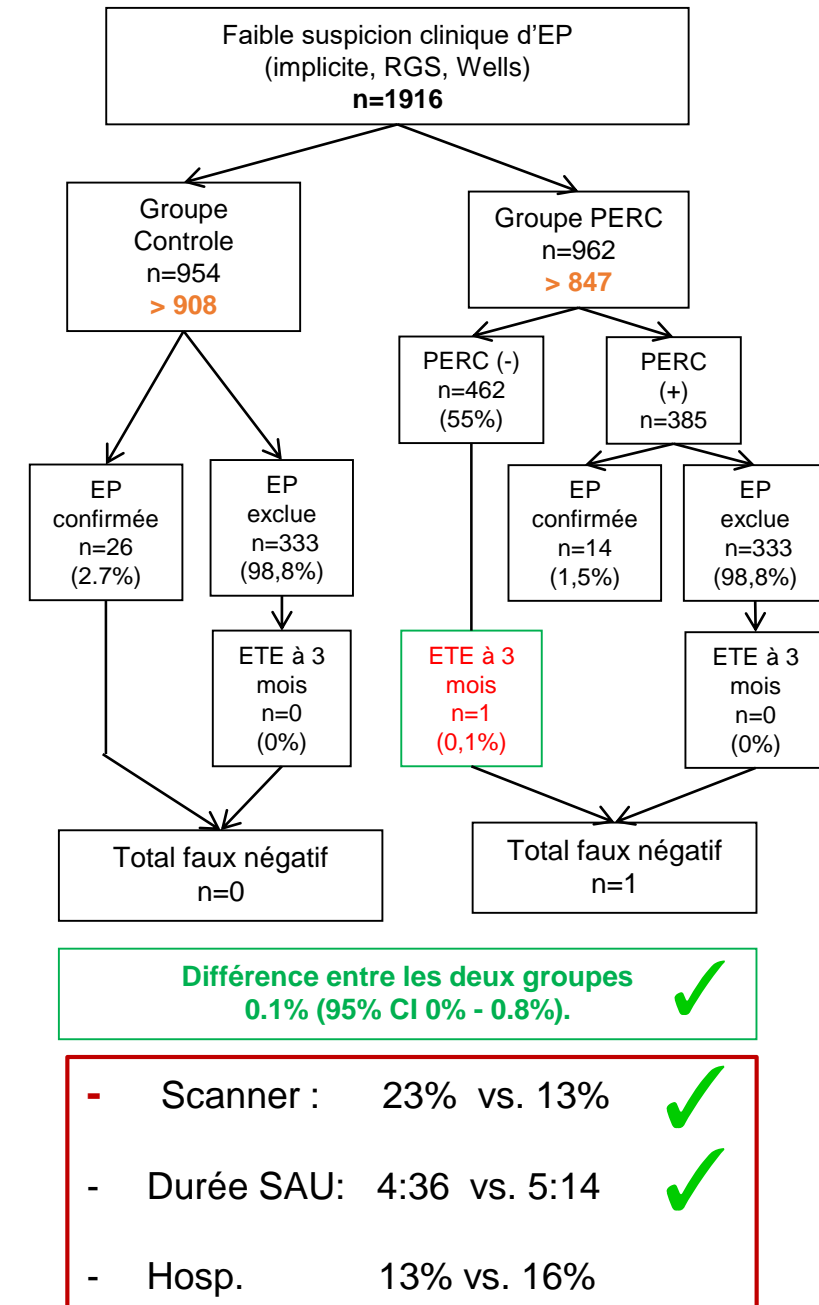 Faible suspicion clinique d’EP
(implicite, RGS, Wells)
n=1916
Groupe
Controle
n=954
> 908
Groupe PERC
n=962
> 847
PERC (-)
n=462
(55%)
PERC
(+)
n=385
EP
confirmée
n=26
(2.7%)
EP
exclue
n=333
(98,8%)
EP
confirmée
n=14
(1,5%)
EP
exclue
n=333
(98,8%)
ETE à 3
mois
n=0
(0%)
ETE à 3
mois
n=1
(0,1%)
ETE à 3
mois
n=0
(0%)
Total faux négatif
n=0
Total faux négatif
n=1
Différence entre les deux groupes
0.1% (95% CI 0% - 0.8%).
- Scanner : 23% vs. 13%
- Durée SAU: 4:36 vs. 5:14
- Hosp. 13% vs. 16%